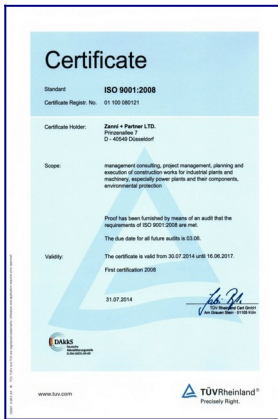 Certificate
Standard ISO 9001:2008
Certificate Registr. No. 01 100 080121
Certificate Holder: Zanni + Partner LTD.
Prinzenallee 7
D - 40549 Düsseldorf
Scope: management consulting, project management, planning and
execution of construction works for industrial plants and
machinery, especially power plants and their components,
environmental protection
Proof has been furnished by means of an audit that the
requirements of ISO 9001:2008 are met.
The due date for all future audits is 03.06.
Validity: The certificate is valid from 30.07.2014 until 16.06.2017.
First certification 2008
31.07.2014
TÜV Rheinland Cert GmbH
Am Grauen Stein · 51105 Köln
DAkkS
Deutsche
Akkreditierungsstelle
www.tuv.com
TÜVRheinland®
Precisely Right.